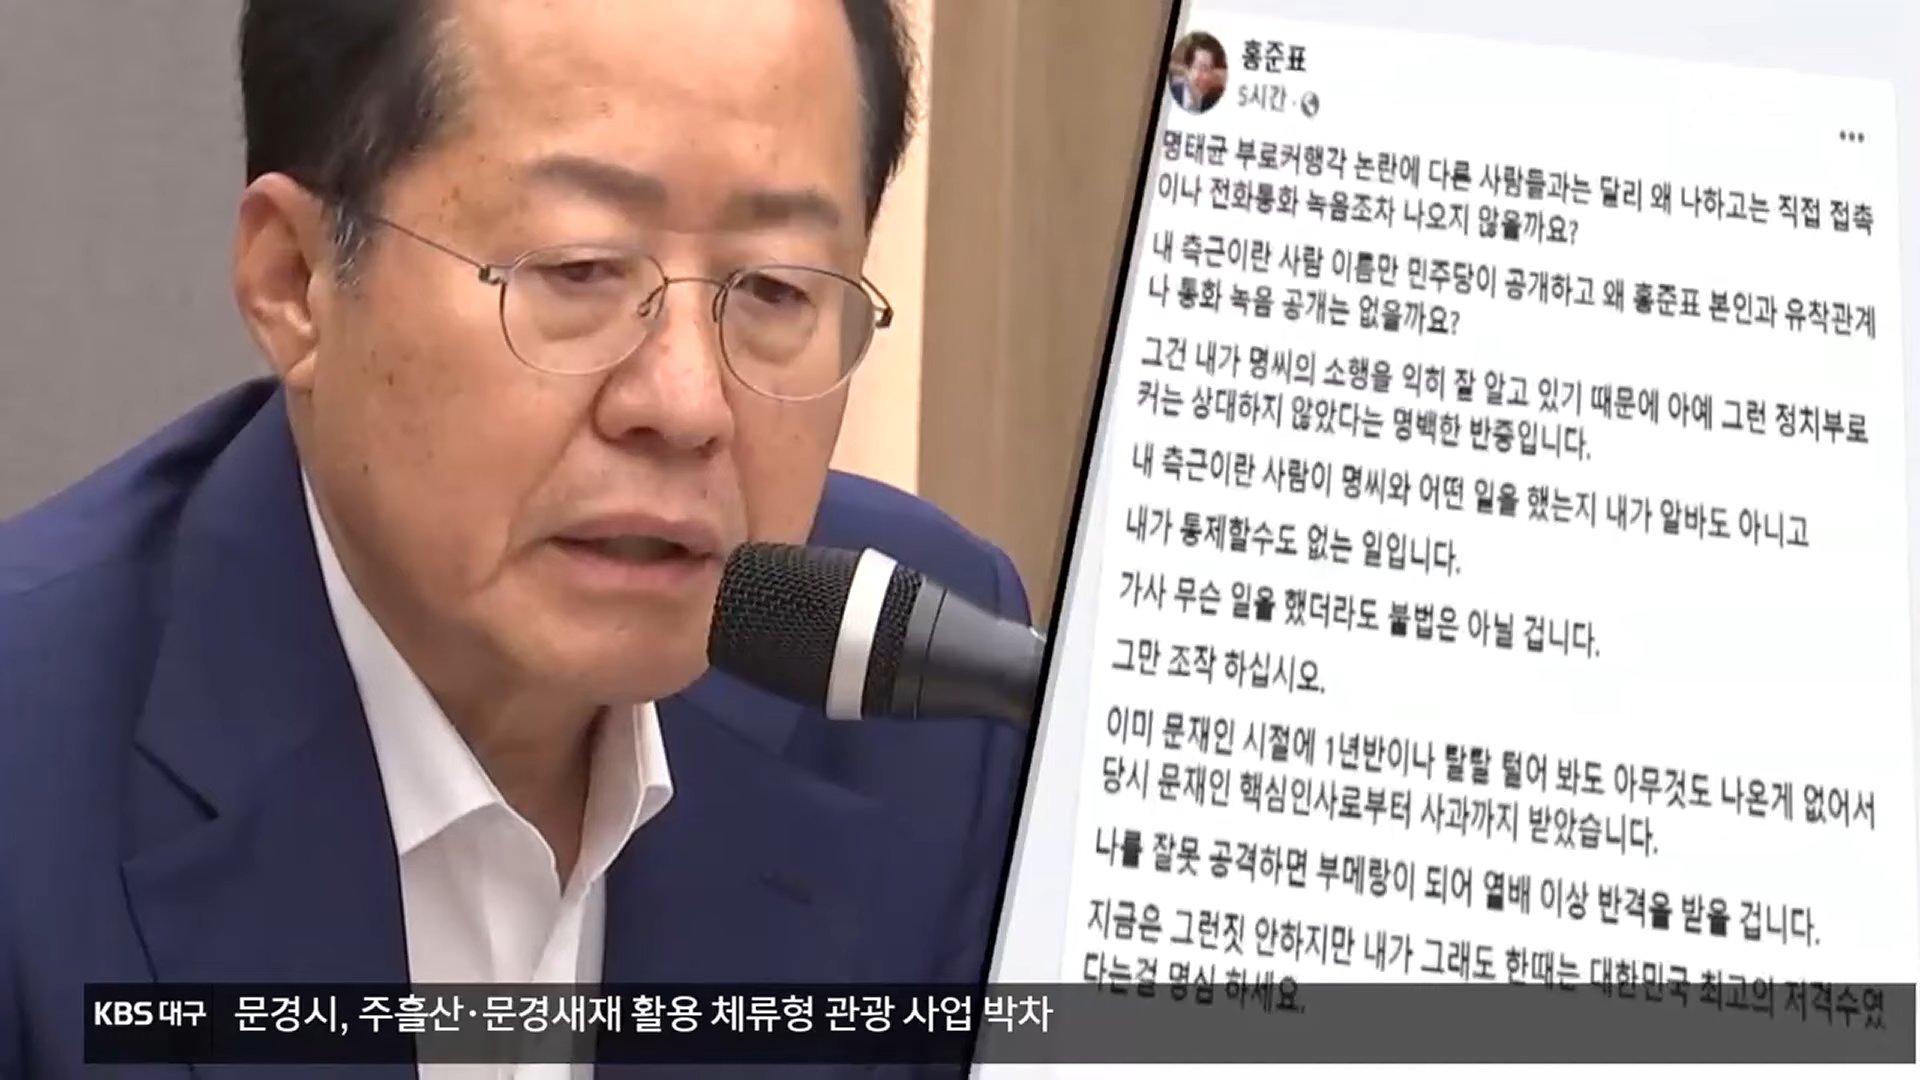 홍준표
5시간 ·
명태균 부로커행각 논란에 다른 사람들과는 달리 왜 나하고는 직접 접촉
이나 전화통화 녹음조차 나오지 않을까요?
내 측근이란 사람 이름만 민주당이 공개하고 왜 홍준표 본인과 유착관계
나 통화 녹음 공개는 없을까요?
그건 내가 명씨의 소행을 익히 잘 알고 있기 때문에 아예 그런 정치부로
커는 상대하지 않았다는 명백한 반증입니다.
내 측근이란 사람이 명씨와 어떤 일을 했는지 내가 알바도 아니고
내가 통제할수도 없는 일입니다.
가사 무슨 일을 했더라도 불법은 아닐 겁니다.
그만 조작 하십시오.
이미 문재인 시절에 1년반이나 탈탈 털어 봐도 아무것도 나온게 없어서
당시 문재인 핵심인사로부터 사과까지 받았습니다.
나를 잘못 공격하면 부메랑이 되어 열배 이상 반격을 받을 겁니다.
지금은 그런짓 안하지만 내가 그래도 한때는 대한민국 최고의 저격수였
다는걸 명심 하세요.
KBS 대구 문경시, 주흘산·문경새재 활용 체류형 관광 사업 박차